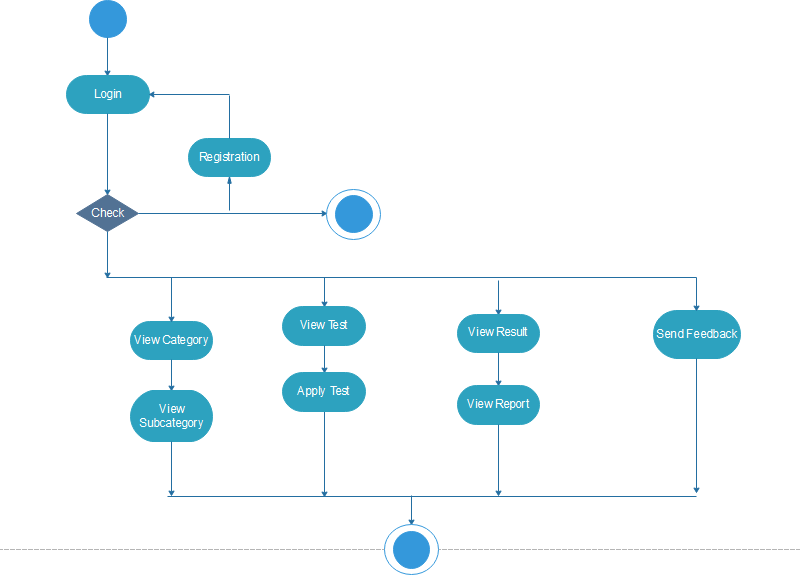 Login
Registration
Check
View Category
View Test
View Result
Send Feedback
View
Subcategory
Apply Test
View Report